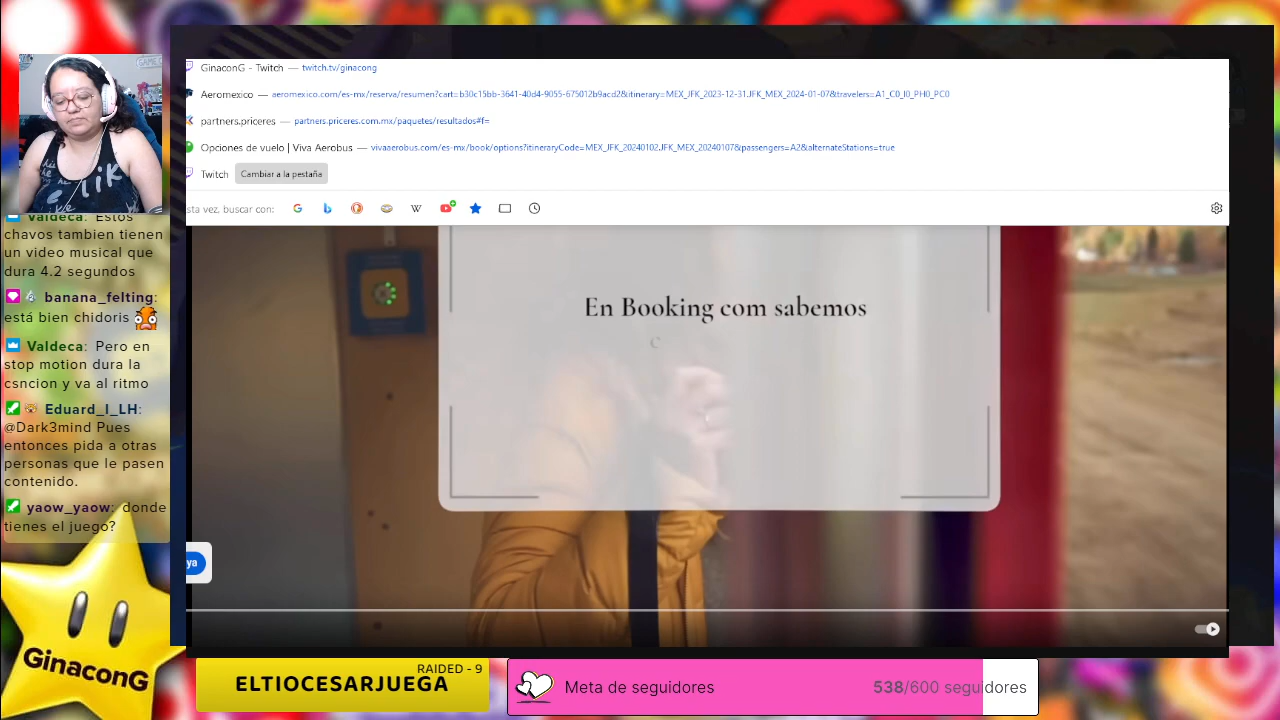 GinaconG - Twitch — twitch.tv/ginacong
Aeromexico — aeromexico.com/es-mx/reserva/resumen?cart=b30c15bb-3641-40d4-9055-675012b9acd2&itinerary=MEX_JFK_2023-12-31,JFK_MEX_2024-01-07&travelers=A1_C0_I0_PH0_PC0
partners.priceres — partners.priceres.com.mx/paquetes/resultados#f=
Opciones de vuelo | Viva Aerobus — vivaaerobus.com/es-mx/book/options?itineraryCode=MEX_JFK_20240102,JFK_MEX_20240107&passengers=A2&alternateStations=true
Twitch Cambiar a la pestaña
sta vez, buscar con:
En Booking com sabemos
c
ya
Valdeca: Estos
chavos tambien tienen
un video musical que
dura 4.2 segundos
banana_felting:
está bien chidoris
Valdeca: Pero en
stop motion dura la
csncion y va al ritmo
Eduard_I_LH:
@Dark3mind Pues
entonces pida a otras
personas que le pasen
contenido.
yaow_yaow: donde
tienes el juego?
GinaconG
RAIDED - 9
ELTIOCESARJUEGA
Meta de seguidores 538/600 seguidores